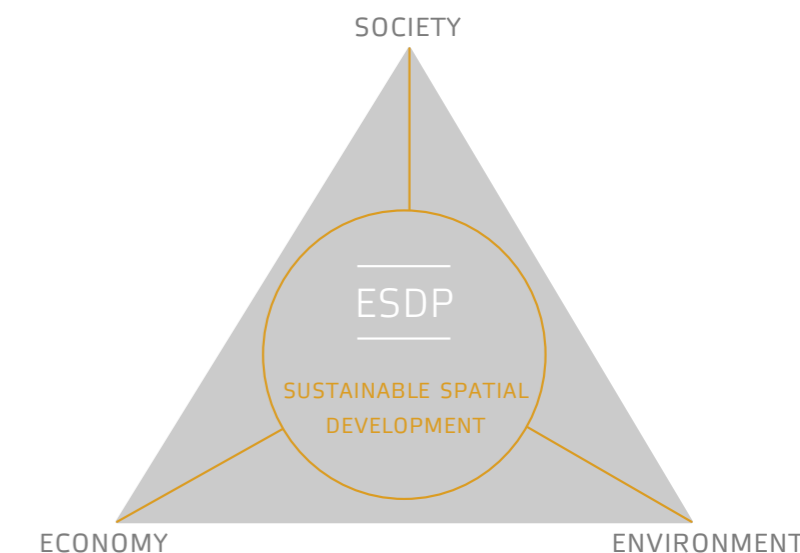 SOCIETY
ESDP
SUSTAINABLE SPATIAL
DEVELOPMENT
ECONOMY
ENVIRONMENT